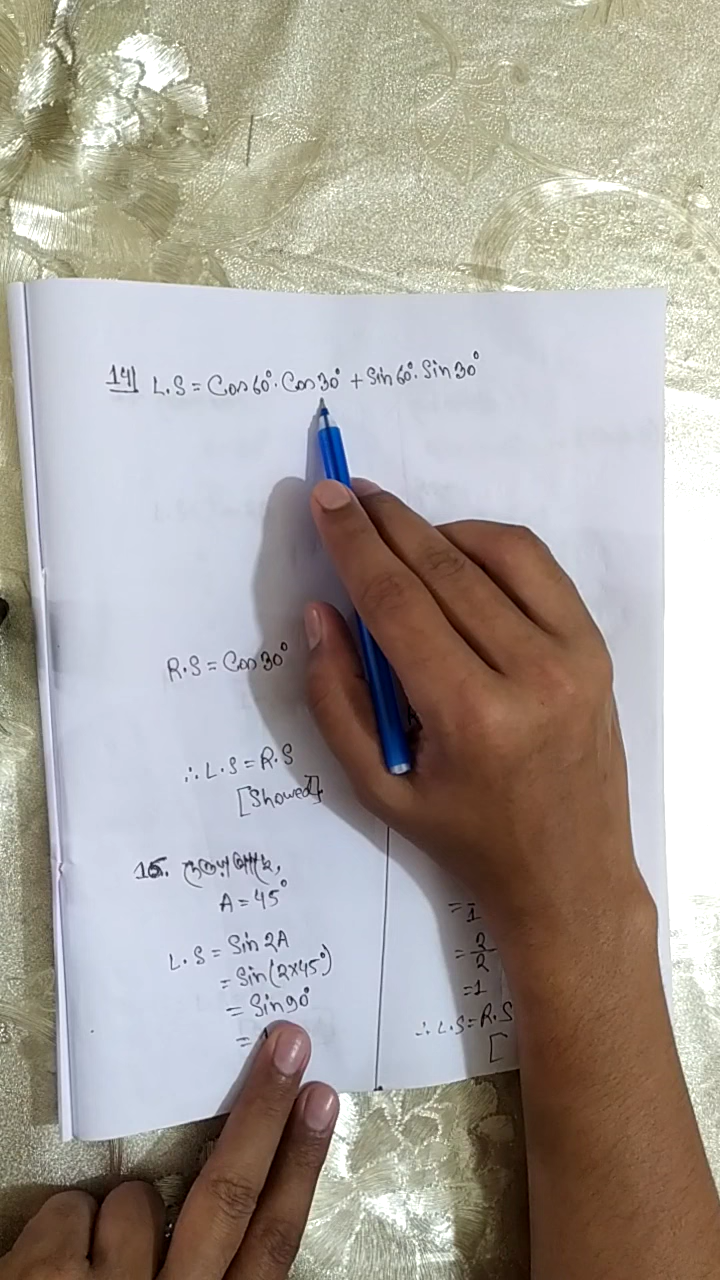 14) L.S = Cos 60°. Cos 30° + Sin 60°. Sin 30°
R.S = Cos 30°
∴ L.S = R.S
[Showed]
15. দেওয়া আছে,
A = 45°
L.S = Sin 2A
= Sin (2×45°)
= Sin 90°
=
= 1
= 2/2
= 1
∴ L.S = R.S
[